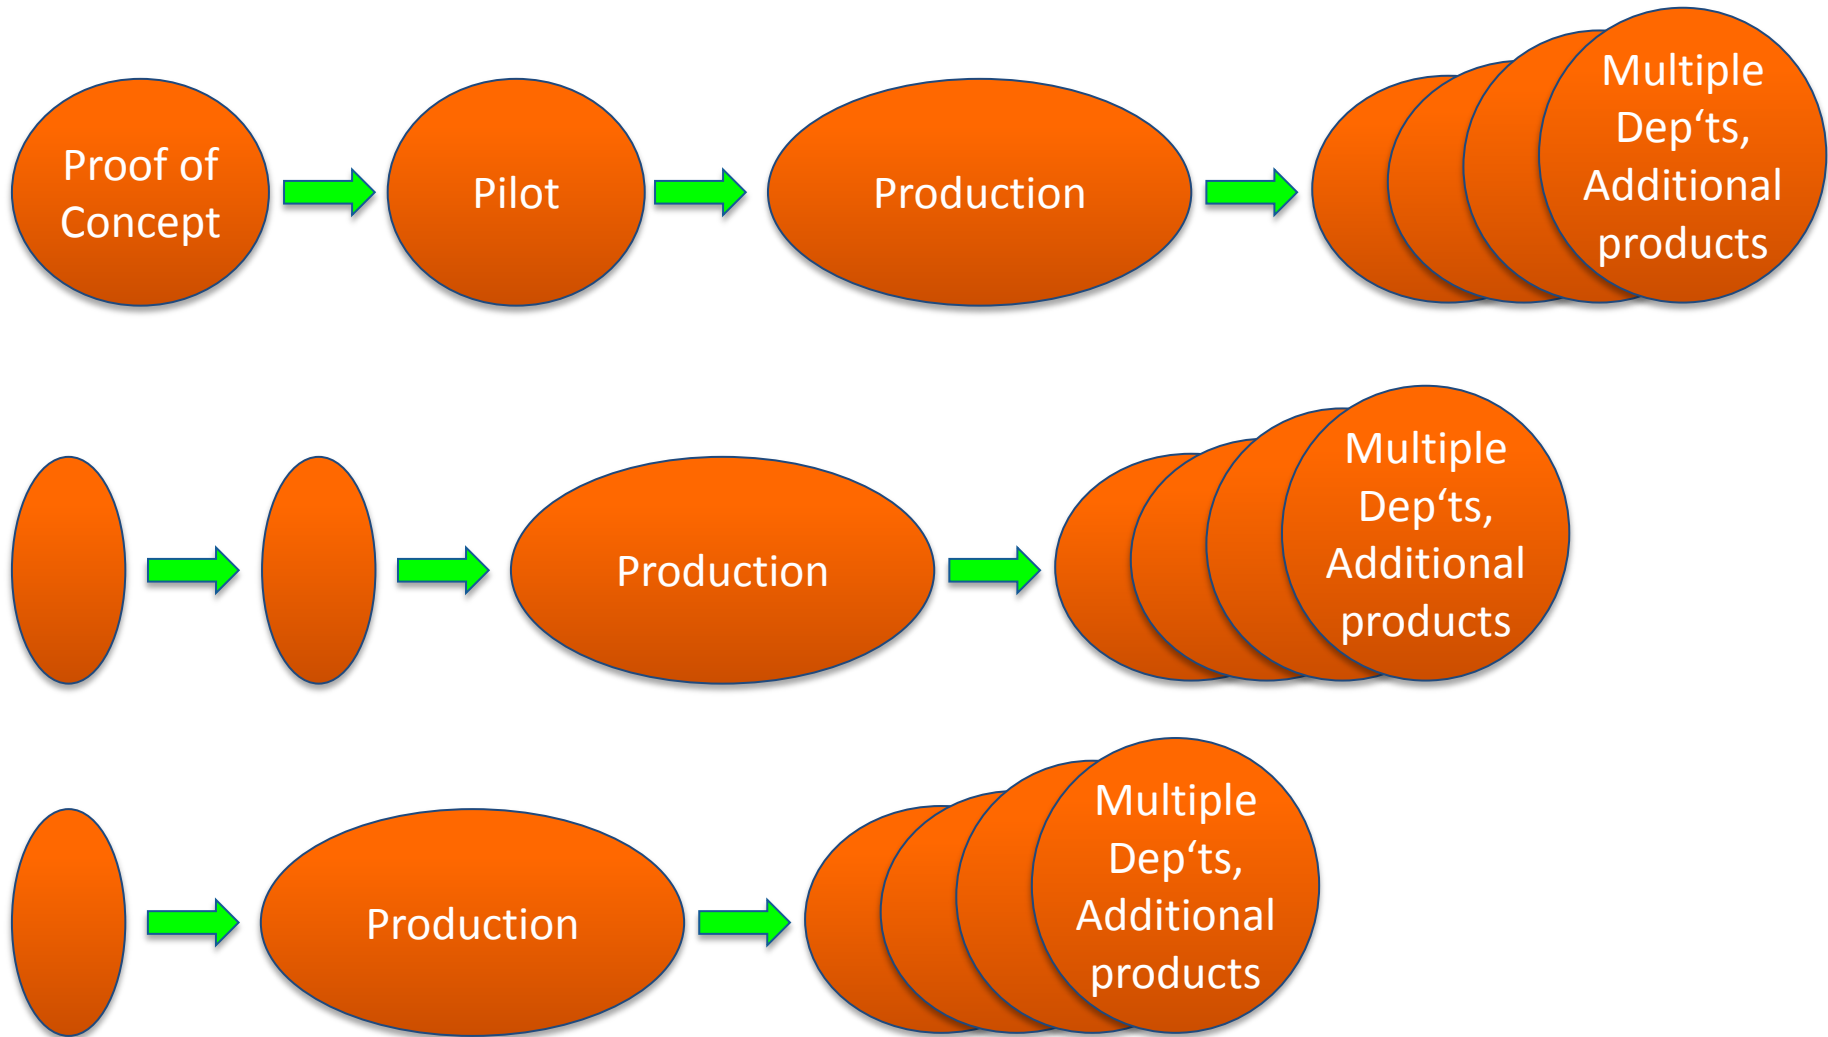 Proof of
Concept
Pilot
Production
Multiple
Dep‘ts,
Additional
products
Production
Multiple
Dep‘ts,
Additional
products
Production
Multiple
Dep‘ts,
Additional
products